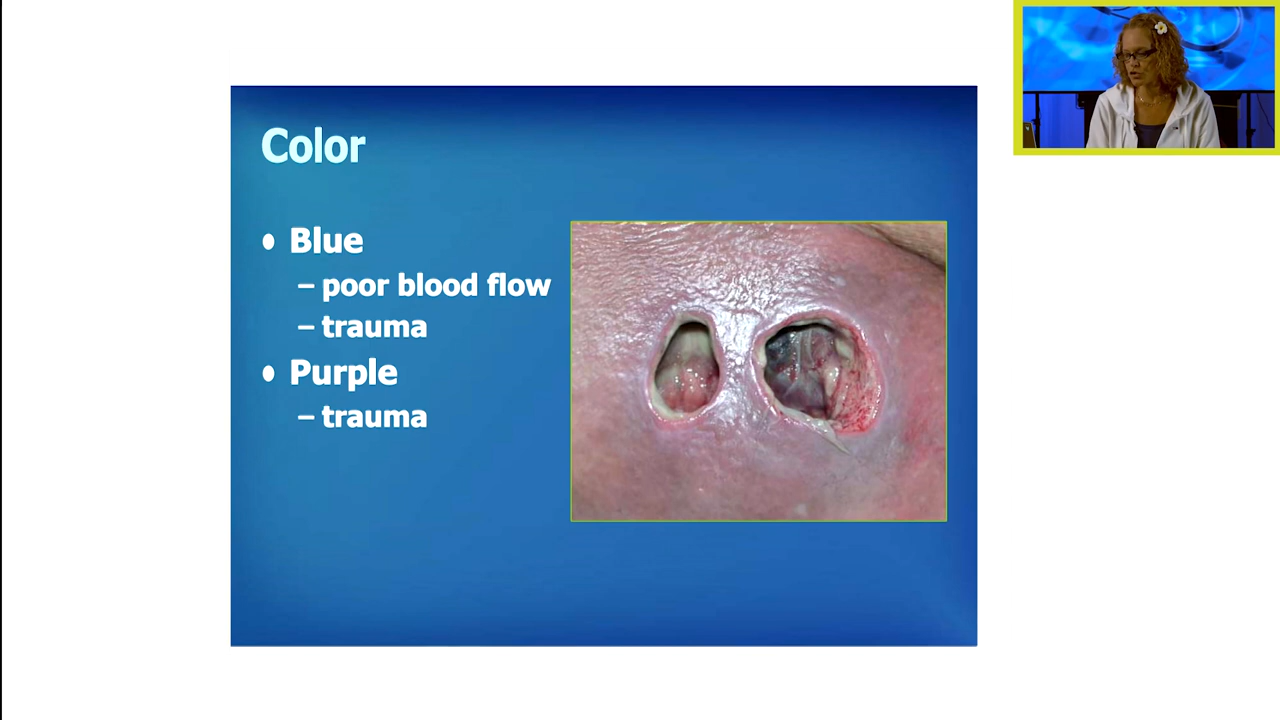 Color
• Blue
– poor blood flow
– trauma
• Purple
– trauma